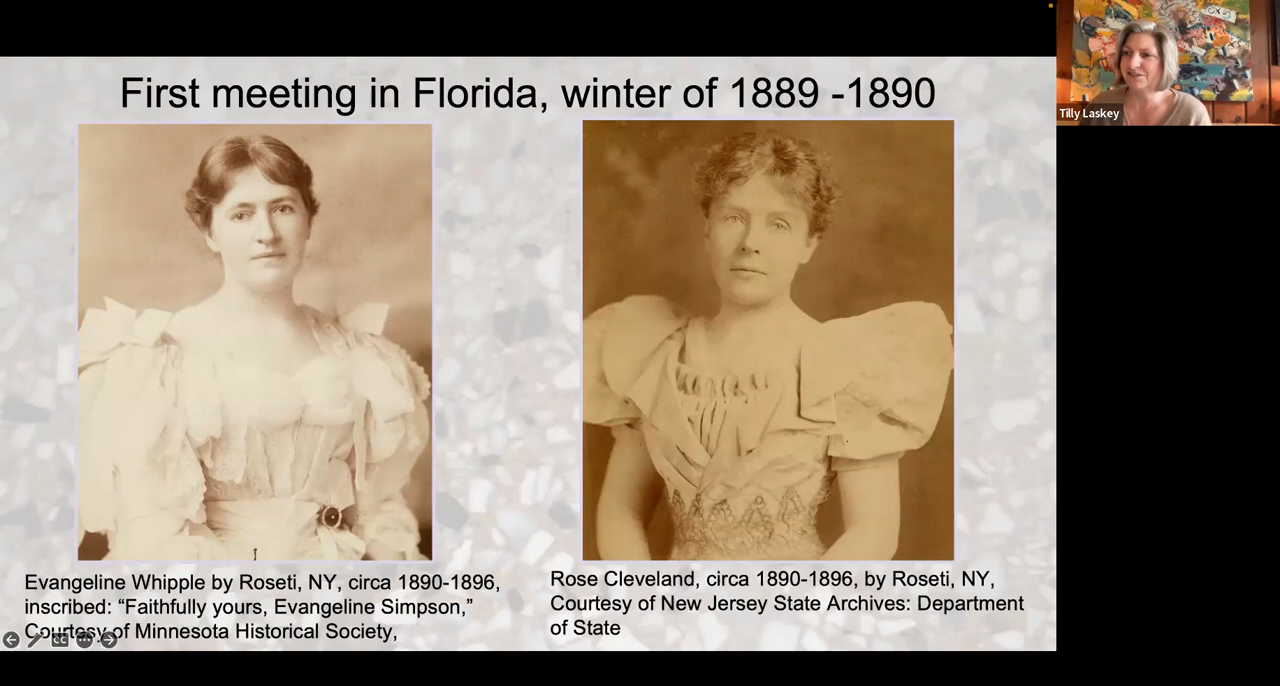 First meeting in Florida, winter of 1889 -1890
Tilly Laskey
Evangeline Whipple by Roseti, NY, circa 1890-1896,
inscribed: “Faithfully yours, Evangeline Simpson,”
Courtesy of Minnesota Historical Society,
Rose Cleveland, circa 1890-1896, by Roseti, NY,
Courtesy of New Jersey State Archives: Department
of State
CC